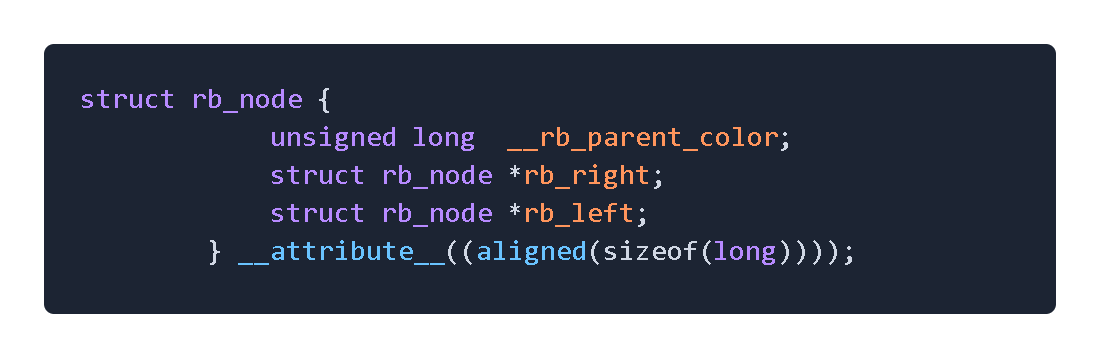 struct rb_node {
            unsigned long  __rb_parent_color;
            struct rb_node *rb_right;
            struct rb_node *rb_left;
        } __attribute__((aligned(sizeof(long))));